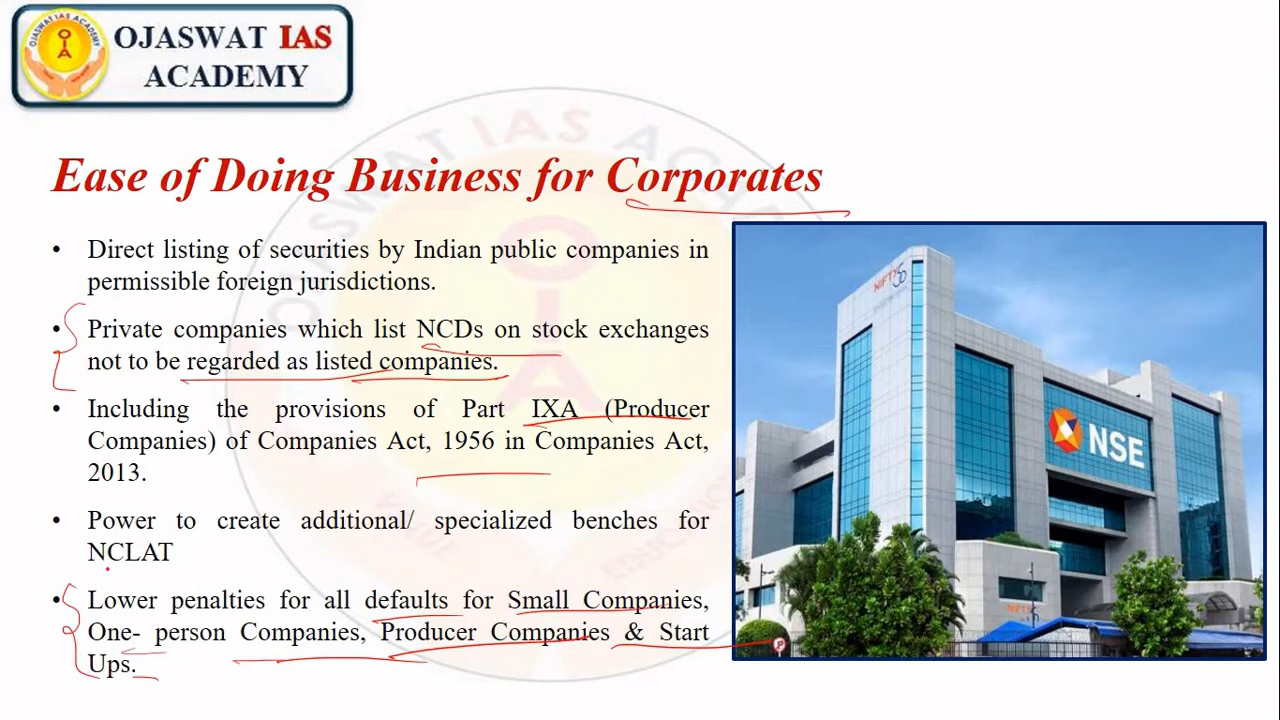 OJASWAT IAS
ACADEMY
Ease of Doing Business for Corporates
• Direct listing of securities by Indian public companies in
permissible foreign jurisdictions.
• Private companies which list NCDs on stock exchanges
not to be regarded as listed companies.
• Including the provisions of Part IXA (Producer
Companies) of Companies Act, 1956 in Companies Act,
2013.
• Power to create additional/ specialized benches for
NCLAT
• Lower penalties for all defaults for Small Companies,
One- person Companies, Producer Companies & Start
Ups.
NIFTY50
NSE
NIFTY